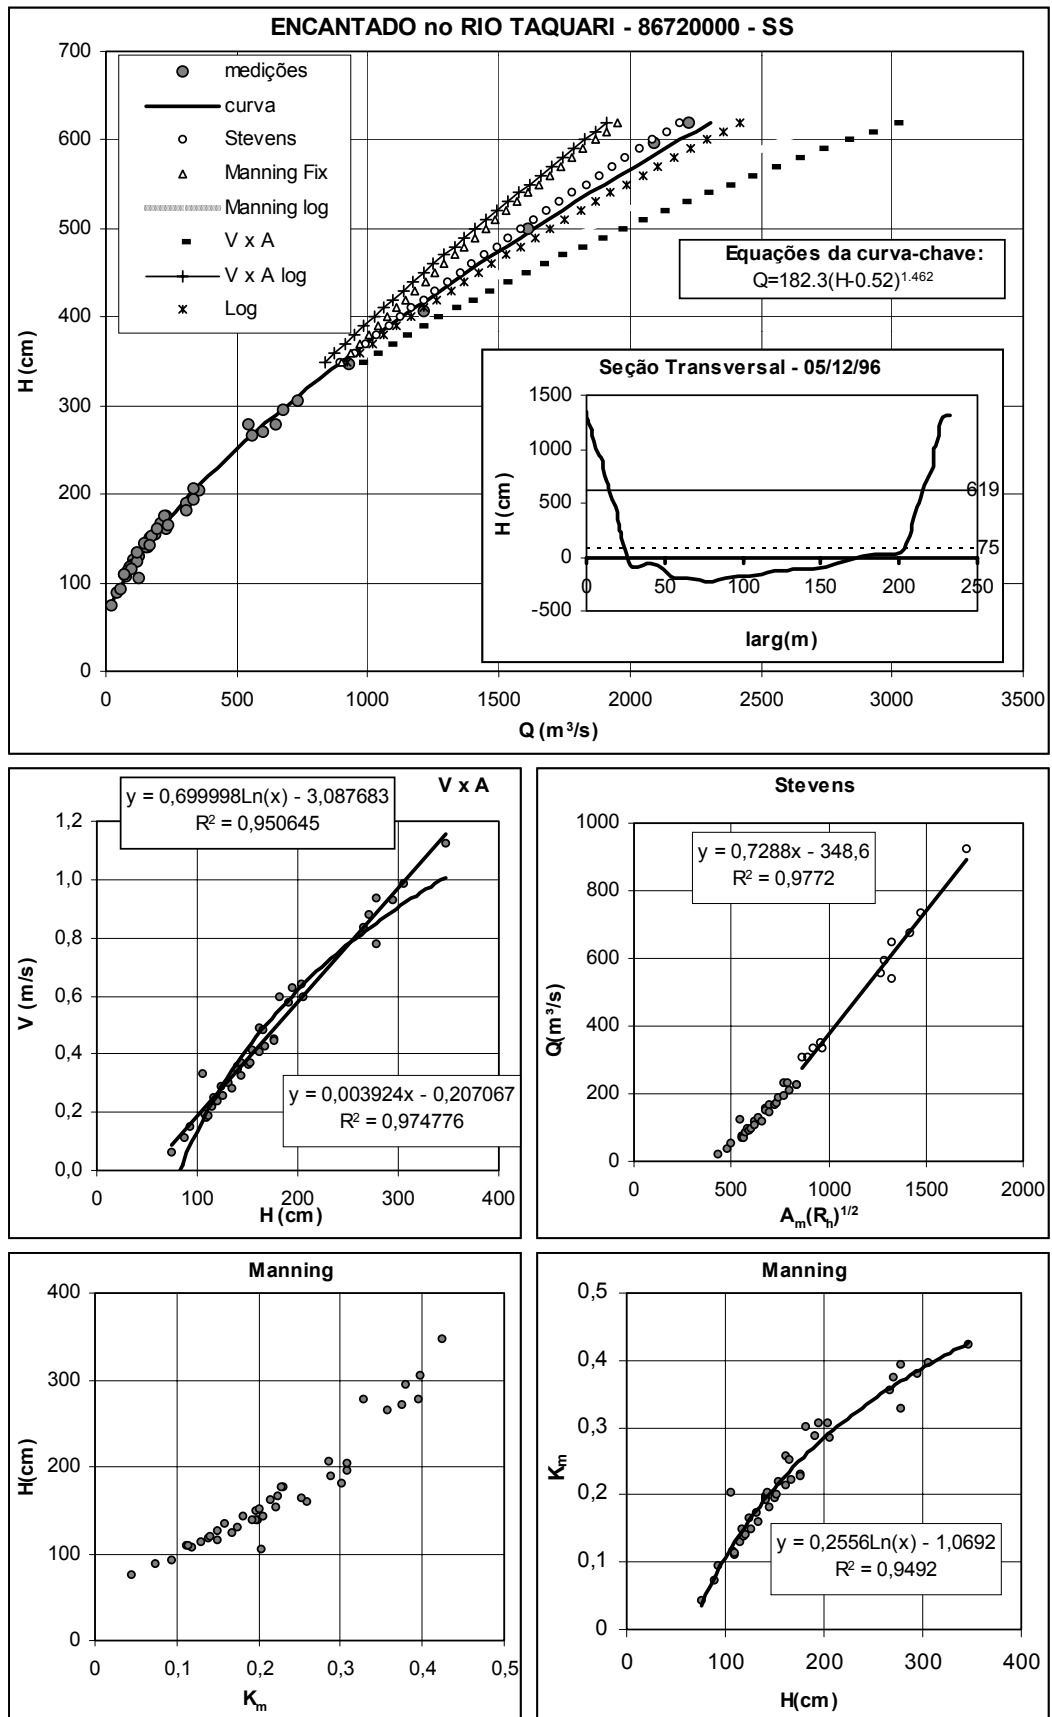 ENCANTADO no RIO TAQUARI - 86720000 - SS
700
600
500
400
300
200
100
0
H (cm)
medições
curva
Stevens
Manning Fix
Manning log
V x A
V x A log
Log
Equações da curva-chave:
Q=182.3(H-0.52)^1.462
Seção Transversal - 05/12/96
1500
1000
500
0
-500
H (cm)
619
75
0 50 100 150 200 250
larg(m)
0 500 1000 1500 2000 2500 3000 3500
Q (m³/s)
V x A
y = 0,699998Ln(x) - 3,087683
R² = 0,950645
1,2
1,0
0,8
0,6
0,4
0,2
0,0
V (m/s)
y = 0,003924x - 0,207067
R² = 0,974776
0 100 200 300 400
H (cm)
Stevens
1000
800
600
400
200
0
Q(m³/s)
y = 0,7288x - 348,6
R² = 0,9772
0 500 1000 1500 2000
Am(Rh)^1/2
Manning
400
300
200
100
0
H(cm)
0 0,1 0,2 0,3 0,4 0,5
Km
Manning
0,5
0,4
0,3
0,2
0,1
0
Km
y = 0,2556Ln(x) - 1,0692
R² = 0,9492
0 100 200 300 400
H(cm)